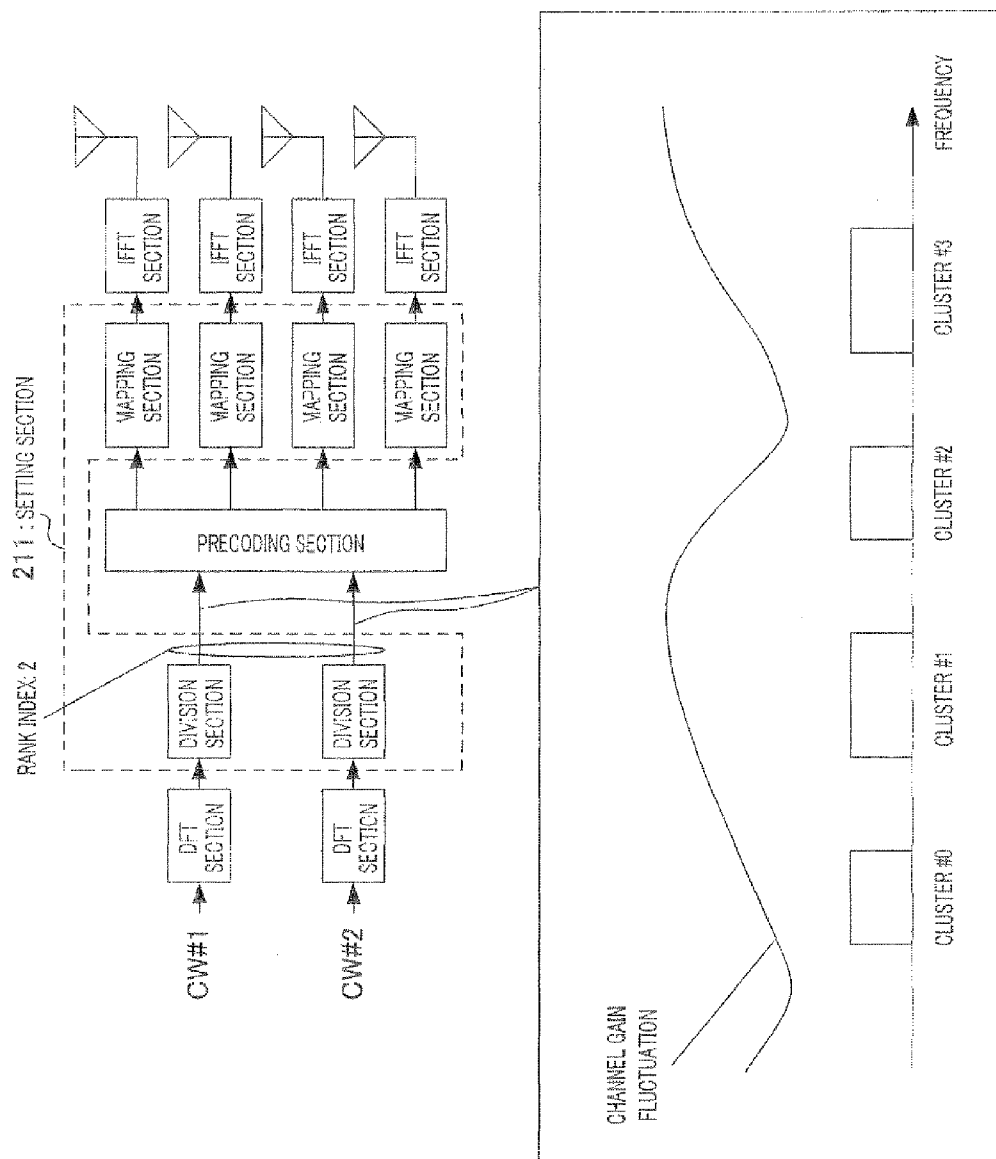 211 : SETTING SECTION
RANK INDEX: 2
CW#1
DFT
SECTION
DIVISION
SECTION
CW#2
DFT
SECTION
DIVISION
SECTION
PRECODING SECTION
MAPPING
SECTION
IFFT
SECTION
MAPPING
SECTION
IFFT
SECTION
MAPPING
SECTION
IFFT
SECTION
MAPPING
SECTION
IFFT
SECTION
CHANNEL GAIN
FLUCTUATION
CLUSTER #0
CLUSTER #1
CLUSTER #2
CLUSTER #3
FREQUENCY